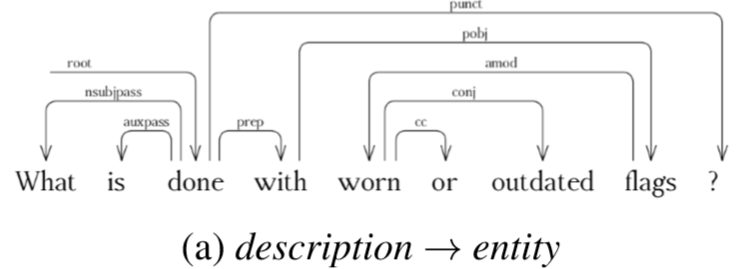 punct
pobj
root
amod
nsubjpass
conj
auxpass
prep
cc
What is done with worn or outdated flags ?
(a) description → entity